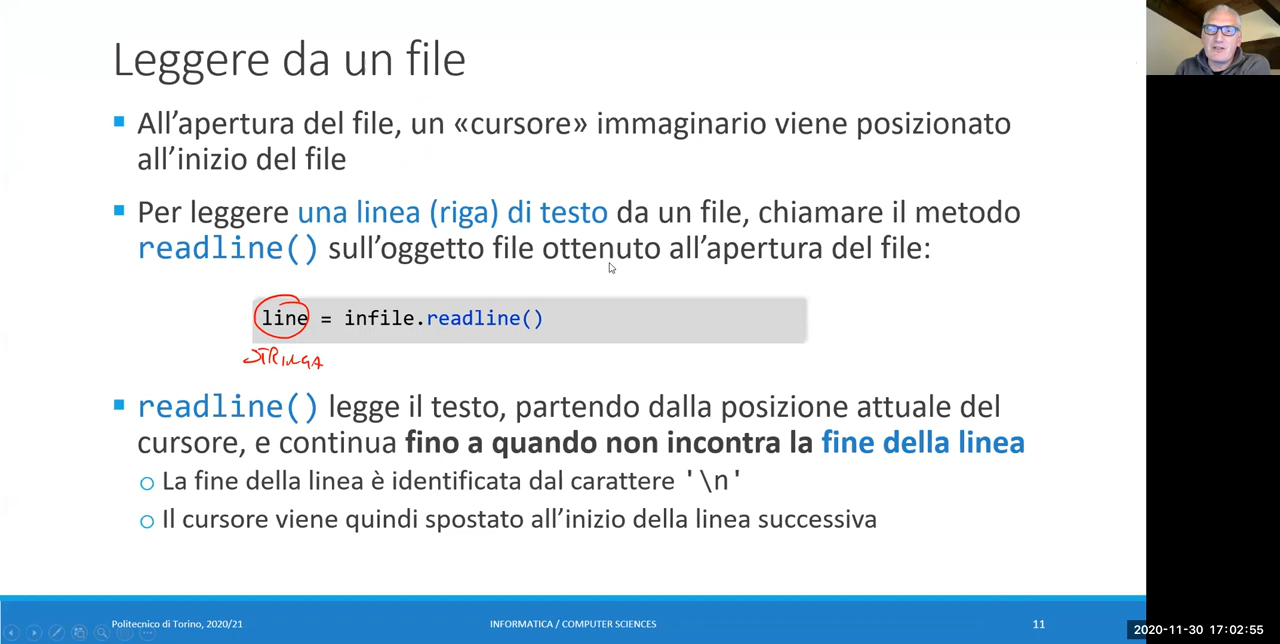 Leggere da un file
▪ All’apertura del file, un «cursore» immaginario viene posizionato
all’inizio del file
▪ Per leggere una linea (riga) di testo da un file, chiamare il metodo
readline() sull’oggetto file ottenuto all’apertura del file:
line = infile.readline()
STRINGA
▪ readline() legge il testo, partendo dalla posizione attuale del
cursore, e continua fino a quando non incontra la fine della linea
o La fine della linea è identificata dal carattere '\n'
o Il cursore viene quindi spostato all’inizio della linea successiva
Politecnico di Torino, 2020/21 INFORMATICA / COMPUTER SCIENCES 11
2020-11-30 17:02:55